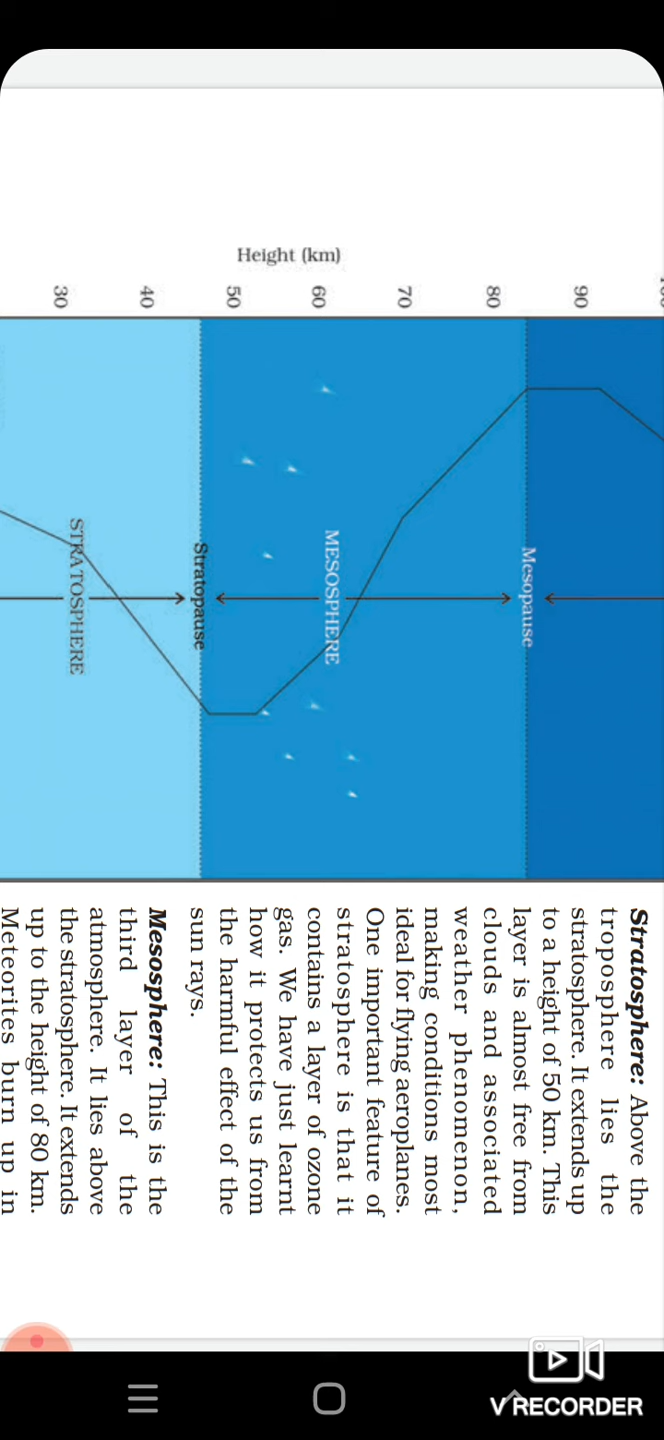 Height (km)
90
80
70
60
50
40
30
Mesopause
MESOSPHERE
Stratopause
STRATOSPHERE
Stratosphere: Above the
troposphere lies the
stratosphere. It extends up
to a height of 50 km. This
layer is almost free from
clouds and associated
weather phenomenon,
making conditions most
ideal for flying aeroplanes.
One important feature of
stratosphere is that it
contains a layer of ozone
gas. We have just learnt
how it protects us from
the harmful effect of the
sun rays.
Mesosphere: This is the
third layer of the
atmosphere. It lies above
the stratosphere. It extends
up to the height of 80 km.
Meteorites burn up in
V RECORDER